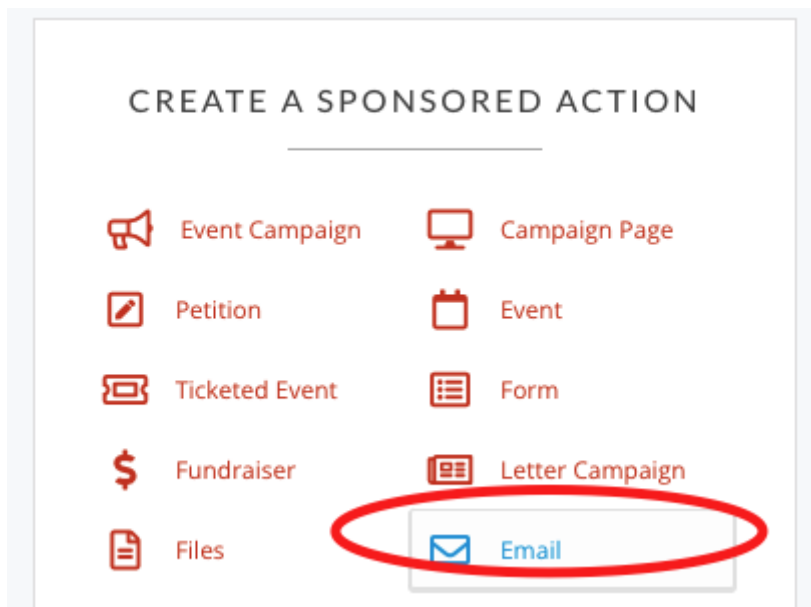 CREATE A SPONSORED ACTION
Event Campaign
Campaign Page
Petition
Event
Ticketed Event
Form
Fundraiser
Letter Campaign
Files
Email